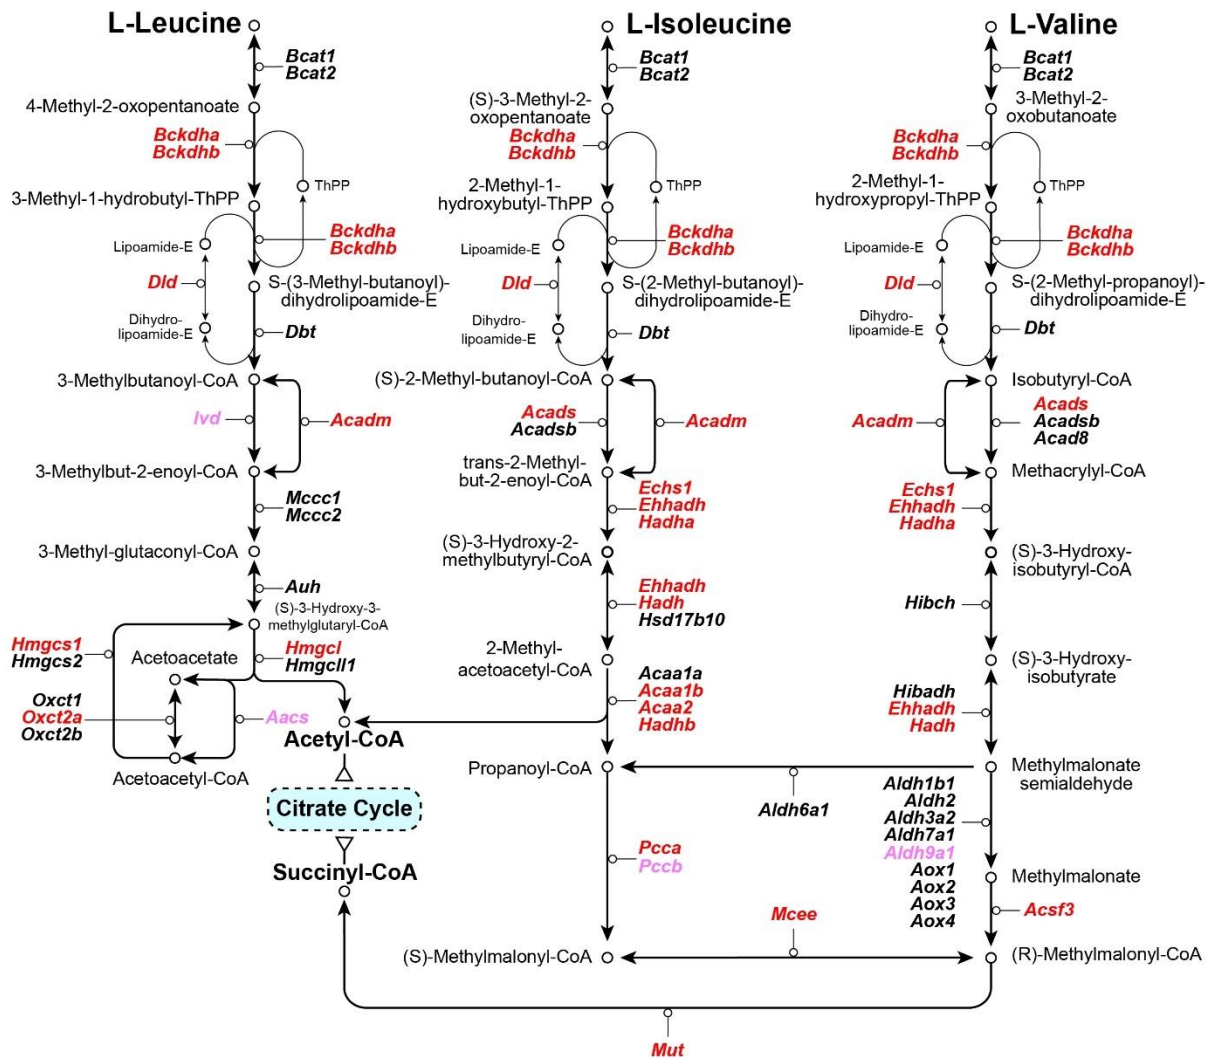 L-Leucine
L-Isoleucine
L-Valine
Bcat1
Bcat2
Bcat1
Bcat2
Bcat1
Bcat2
4-Methyl-2-oxopentanoate
(S)-3-Methyl-2-
oxopentanoate
3-Methyl-2-
oxobutanoate
Bckdha
Bckdhb
Bckdha
Bckdhb
Bckdha
Bckdhb
ThPP
ThPP
ThPP
3-Methyl-1-hydrobutyl-ThPP
2-Methyl-1-
hydroxybutyl-ThPP
2-Methyl-1-
hydroxypropyl-ThPP
Lipoamide-E
Bckdha
Bckdhb
Lipoamide-E
Bckdha
Bckdhb
Lipoamide-E
Bckdha
Bckdhb
Dld
S-(3-Methyl-butanoyl)-
dihydrolipoamide-E
Dld
S-(2-Methyl-butanoyl)-
dihydrolipoamide-E
Dld
S-(2-Methyl-propanoyl)-
dihydrolipoamide-E
Dihydro-
lipoamide-E
Dbt
Dihydro-
lipoamide-E
Dbt
Dihydro-
lipoamide-E
Dbt
3-Methylbutanoyl-CoA
(S)-2-Methyl-butanoyl-CoA
Isobutyryl-CoA
Ivd
Acadm
Acads
Acadsb
Acadm
Acadm
Acads
Acadsb
Acad8
3-Methylbut-2-enoyl-CoA
trans-2-Methyl-
but-2-enoyl-CoA
Methacrylyl-CoA
Mccc1
Mccc2
Echs1
Ehhadh
Hadha
Echs1
Ehhadh
Hadha
3-Methyl-glutaconyl-CoA
(S)-3-Hydroxy-2-
methylbutyryl-CoA
(S)-3-Hydroxy-
isobutyryl-CoA
Auh
Ehhadh
Hadh
Hsd17b10
Hibch
(S)-3-Hydroxy-3-
methylglutaryl-CoA
Hmgcs1
Hmgcs2
Hmgcl
Hmgcll1
Acetoacetate
2-Methyl-
acetoacetyl-CoA
(S)-3-Hydroxy-
isobutyrate
Oxct1
Oxct2a
Oxct2b
Aacs
Acaa1a
Acaa1b
Acaa2
Hadhb
Hibadh
Ehhadh
Hadh
Acetyl-CoA
Acetoacetyl-CoA
Propanoyl-CoA
Methylmalonate
semialdehyde
Citrate Cycle
Aldh6a1
Aldh1b1
Aldh2
Aldh3a2
Aldh7a1
Aldh9a1
Aox1
Aox2
Aox3
Aox4
Pcca
Pccb
Succinyl-CoA
Methylmalonate
Mcee
Acsf3
(S)-Methylmalonyl-CoA
(R)-Methylmalonyl-CoA
Mut